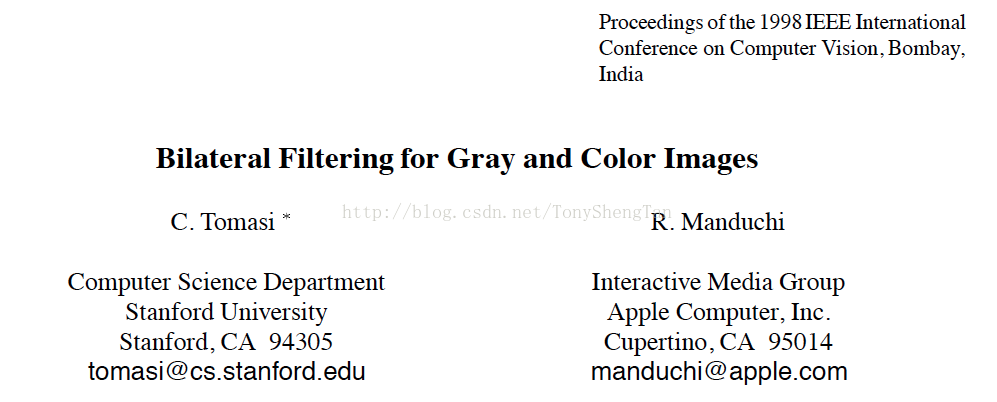 Proceedings of the 1998 IEEE International
Conference on Computer Vision, Bombay,
India
Bilateral Filtering for Gray and Color Images
C. Tomasi *
http://blog.csdn.net/TonyShengTan
R. Manduchi
Computer Science Department
Stanford University
Stanford, CA 94305
tomasi@cs.stanford.edu
Interactive Media Group
Apple Computer, Inc.
Cupertino, CA 95014
manduchi@apple.com